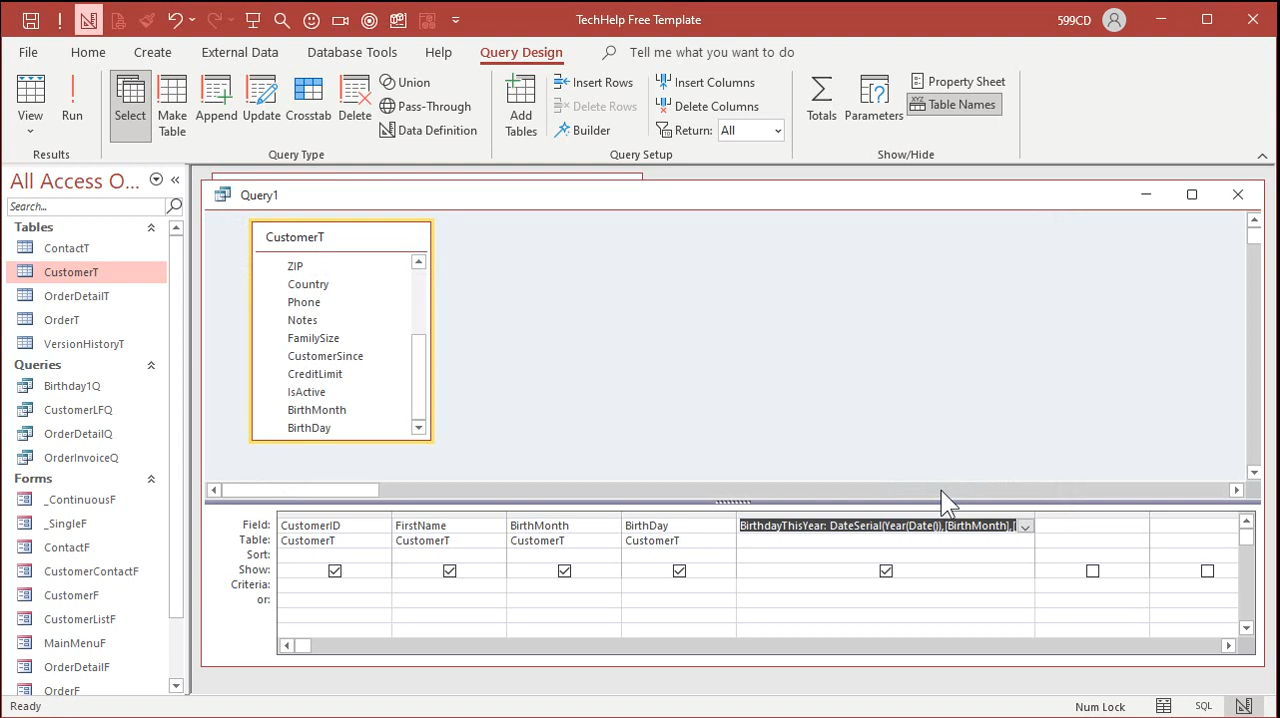 TechHelp Free Template
599CD
File Home Create External Data Database Tools Help Query Design Tell me what you want to do
View
Run
Results
Select
Make Table
Append
Update
Crosstab
Delete
Union
Pass-Through
Data Definition
Query Type
Add Tables
Insert Rows
Delete Rows
Builder
Insert Columns
Delete Columns
Return: All
Query Setup
Totals
Parameters
Property Sheet
XYZ Table Names
Show/Hide
All Access O...
Search...
Tables
ContactT
CustomerT
OrderDetailT
OrderT
VersionHistoryT
Queries
Birthday1Q
CustomerLFQ
OrderDetailQ
OrderInvoiceQ
Forms
_ContinuousF
_SingleF
ContactF
CustomerContactF
CustomerF
CustomerListF
MainMenuF
OrderDetailF
OrderF
Query1
CustomerT
ZIP
Country
Phone
Notes
FamilySize
CustomerSince
CreditLimit
IsActive
BirthMonth
BirthDay
Field: CustomerID FirstName BirthMonth BirthDay BirthdayThisYear: DateSerial(Year(Date()),[BirthMonth],[
Table: CustomerT CustomerT CustomerT CustomerT
Sort:
Show:
Criteria:
or:
Ready
Num Lock
SQL